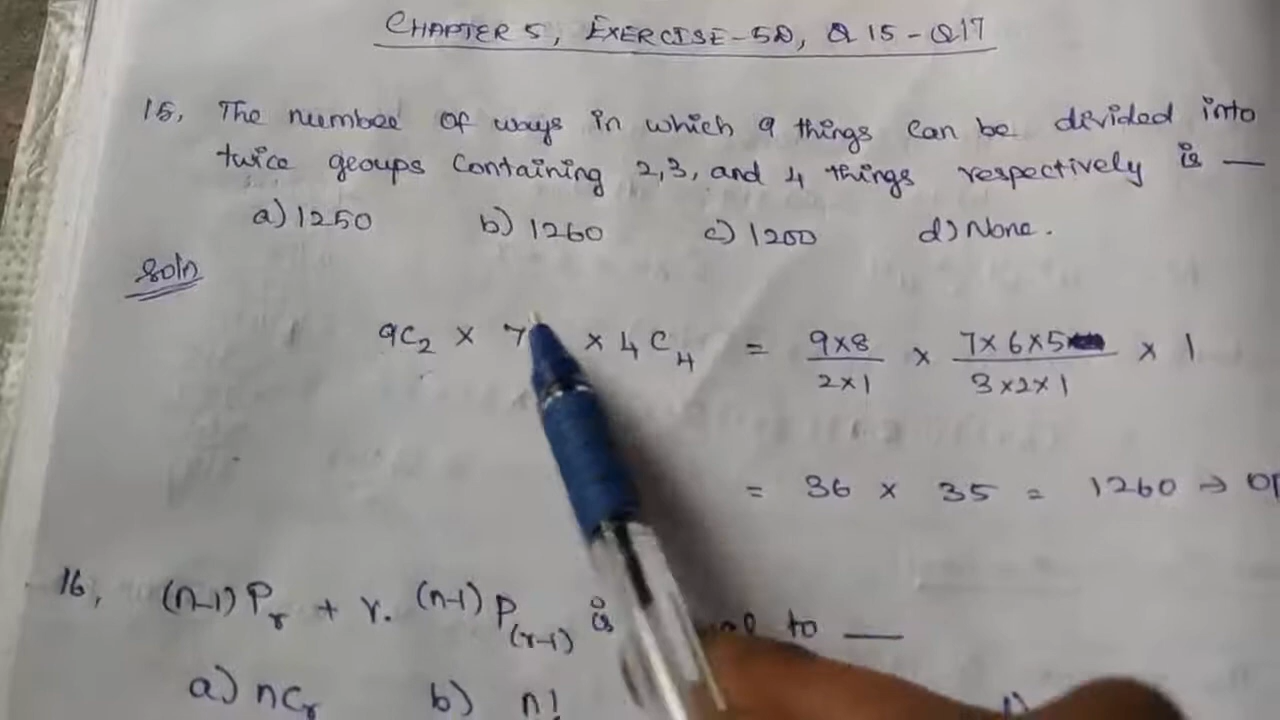 CHAPTER 5, EXERCISE-5D, Q 15 - Q17
15, The number of ways in which 9 things can be devided into
twice groups containing 2,3, and 4 things respectively is —
a) 1250 b) 1260 c) 1200 d) None.
Soln
9C₂ × 7 × 4C₄ = 9×8/2×1 × 7×6×5/3×2×1 × 1
= 36 × 35 = 1260 →
16, (n-1)Pᵣ + r. (n-1)P₍ᵣ₋₁₎ is to —
a) nCᵣ b) n!